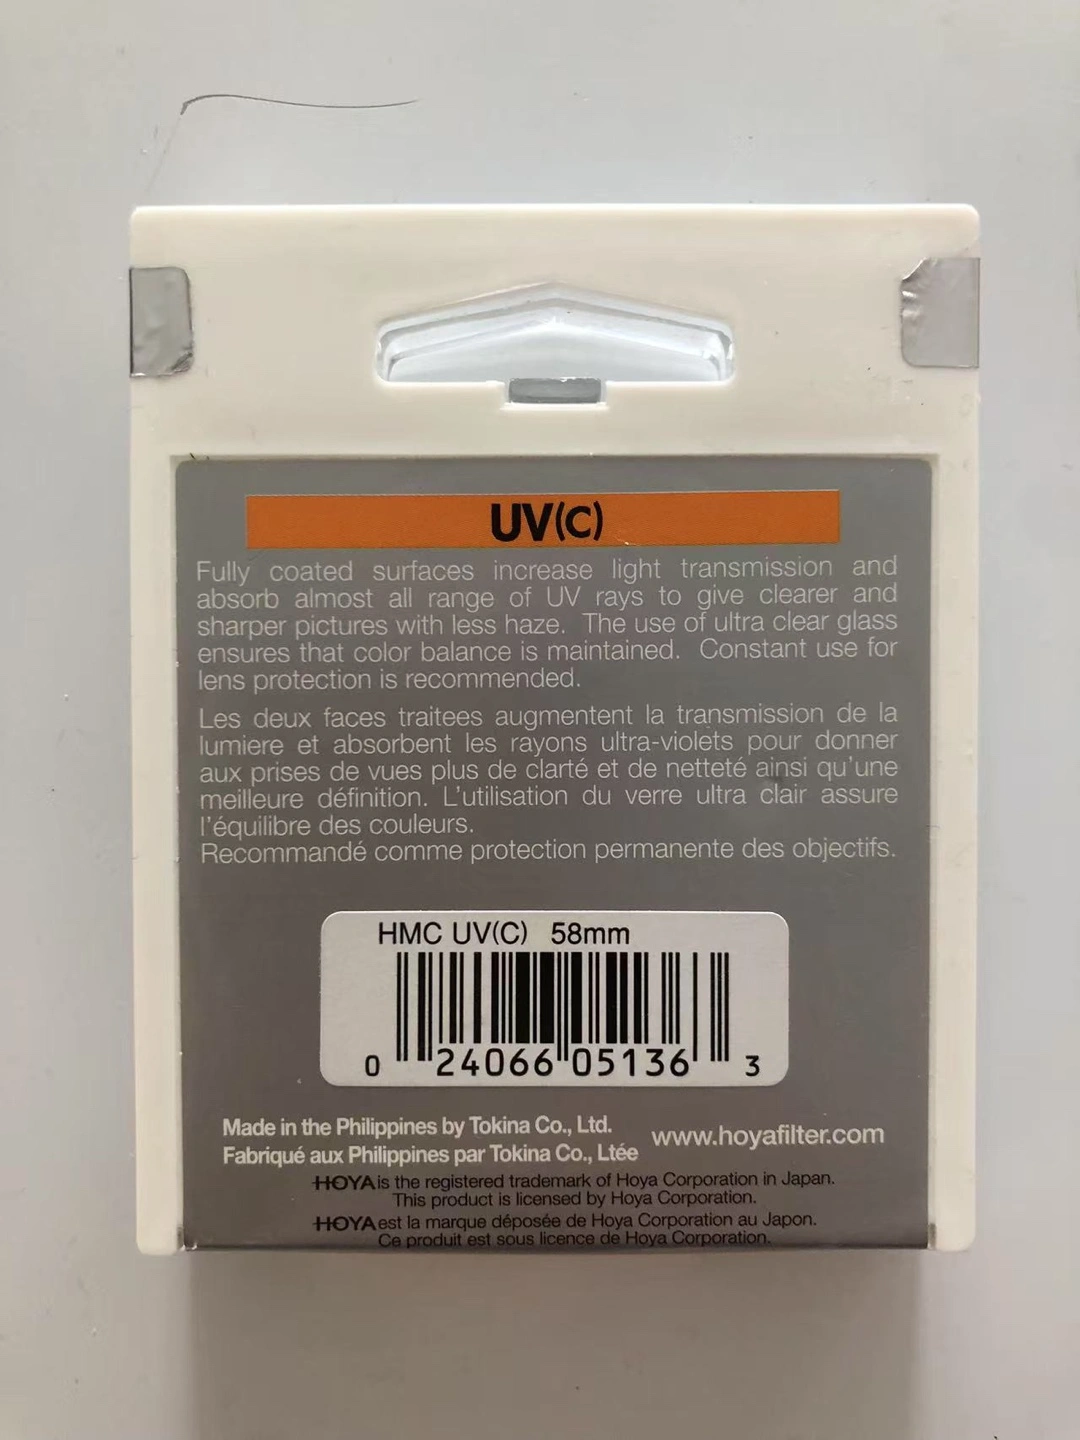 UV(C)
Fully coated surfaces increase light transmission and
absorb almost all range of UV rays to give clearer and
sharper pictures with less haze. The use of ultra clear glass
ensures that color balance is maintained. Constant use for
lens protection is recommended.
Les deux faces traitees augmentent la transmission de la
lumiere et absorbent les rayons ultra-violets pour donner
aux prises de vues plus de clarté et de netteté ainsi qu'une
meilleure définition. L'utilisation du verre ultra clair assure
l'équilibre des couleurs.
Recommandé comme protection permanente des objectifs.
HMC UV(C) 58mm
0 24066 05136 3
Made in the Philippines by Tokina Co., Ltd.
Fabriqué aux Philippines par Tokina Co., Ltée
www.hoyafilter.com
HOYA is the registered trademark of Hoya Corporation in Japan.
This product is licensed by Hoya Corporation.
HOYA est la marque déposée de Hoya Corporation au Japon.
Ce produit est sous licence de Hoya Corporation.